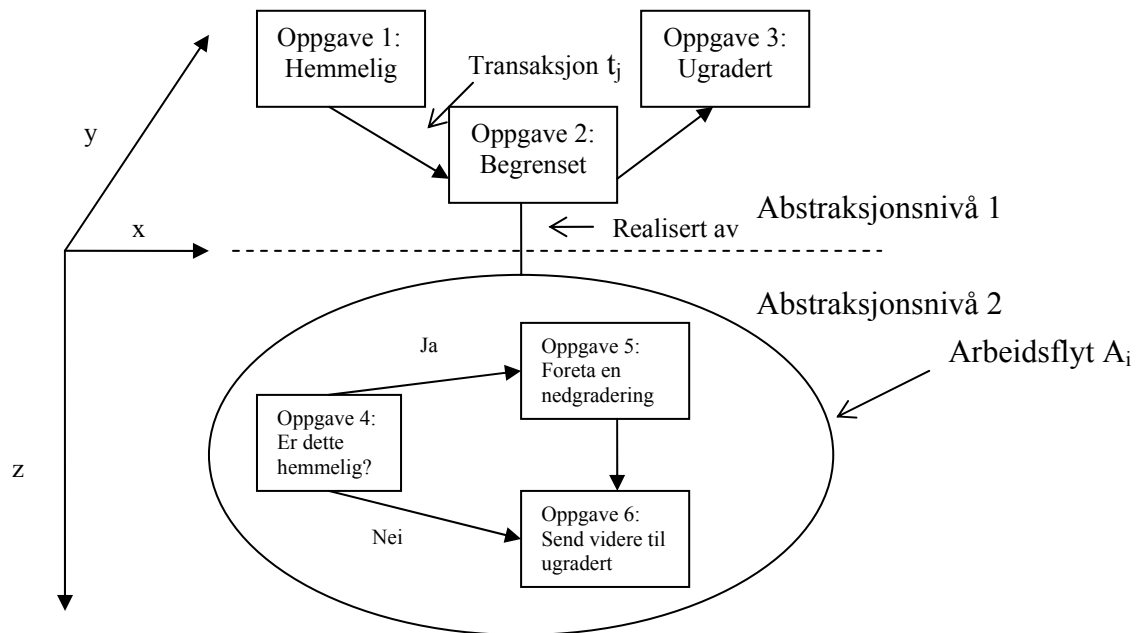 Oppgave 1:
Hemmelig
Oppgave 3:
Ugradert
Transaksjon tj
Oppgave 2:
Begrenset
y
x
z
Realisert av
Abstraksjonsnivå 1
Abstraksjonsnivå 2
Arbeidsflyt Ai
Ja
Oppgave 5:
Foreta en
nedgradering
Oppgave 4:
Er dette
hemmelig?
Nei
Oppgave 6:
Send videre til
ugradert